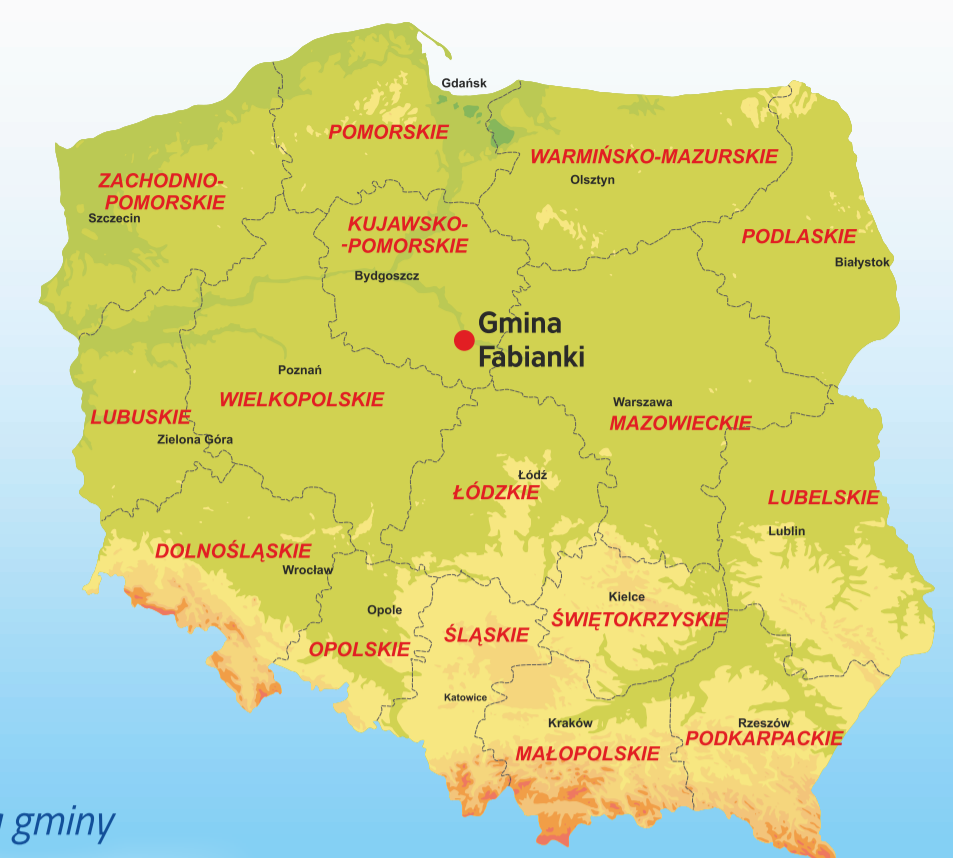 Gdańsk
POMORSKIE
WARMIŃSKO-MAZURSKIE
Olsztyn
ZACHODNIO-
POMORSKIE
Szczecin
KUJAWSKO-
-POMORSKIE
Bydgoszcz
PODLASKIE
Białystok
Gmina
Fabianki
Poznań
WIELKOPOLSKIE
LUBUSKIE
Zielona Góra
Warszawa
MAZOWIECKIE
Łódź
ŁÓDZKIE
LUBELSKIE
Lublin
DOLNOŚLĄSKIE
Wrocław
Opole
OPOLSKIE
ŚLĄSKIE
Katowice
Kielce
ŚWIĘTOKRZYSKIE
Kraków
MAŁOPOLSKIE
Rzeszów
PODKARPACKIE
gminy